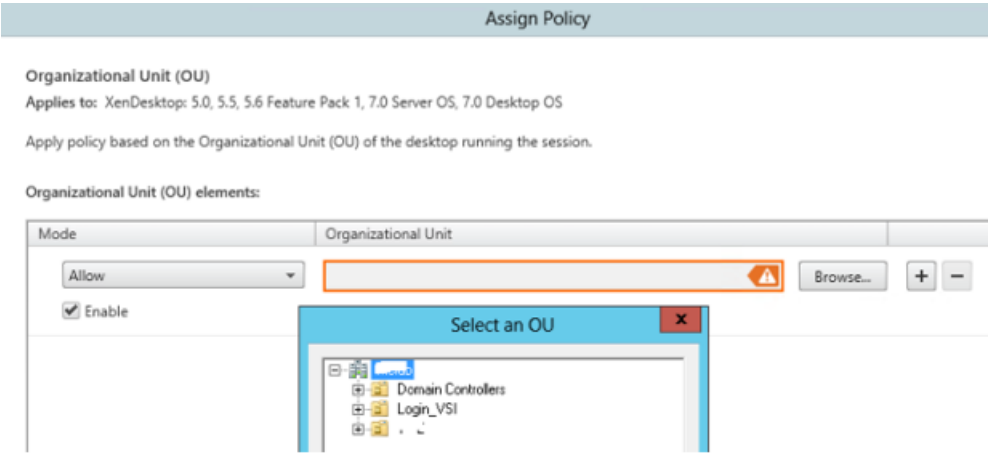 Assign Policy
Organizational Unit (OU)
Applies to: XenDesktop: 5.0, 5.5, 5.6 Feature Pack 1, 7.0 Server OS, 7.0 Desktop OS
Apply policy based on the Organizational Unit (OU) of the desktop running the session.
Organizational Unit (OU) elements:
Mode Organizational Unit
Allow Browse... + −
Enable
Select an OU x
Domain Controllers
Login_VSI